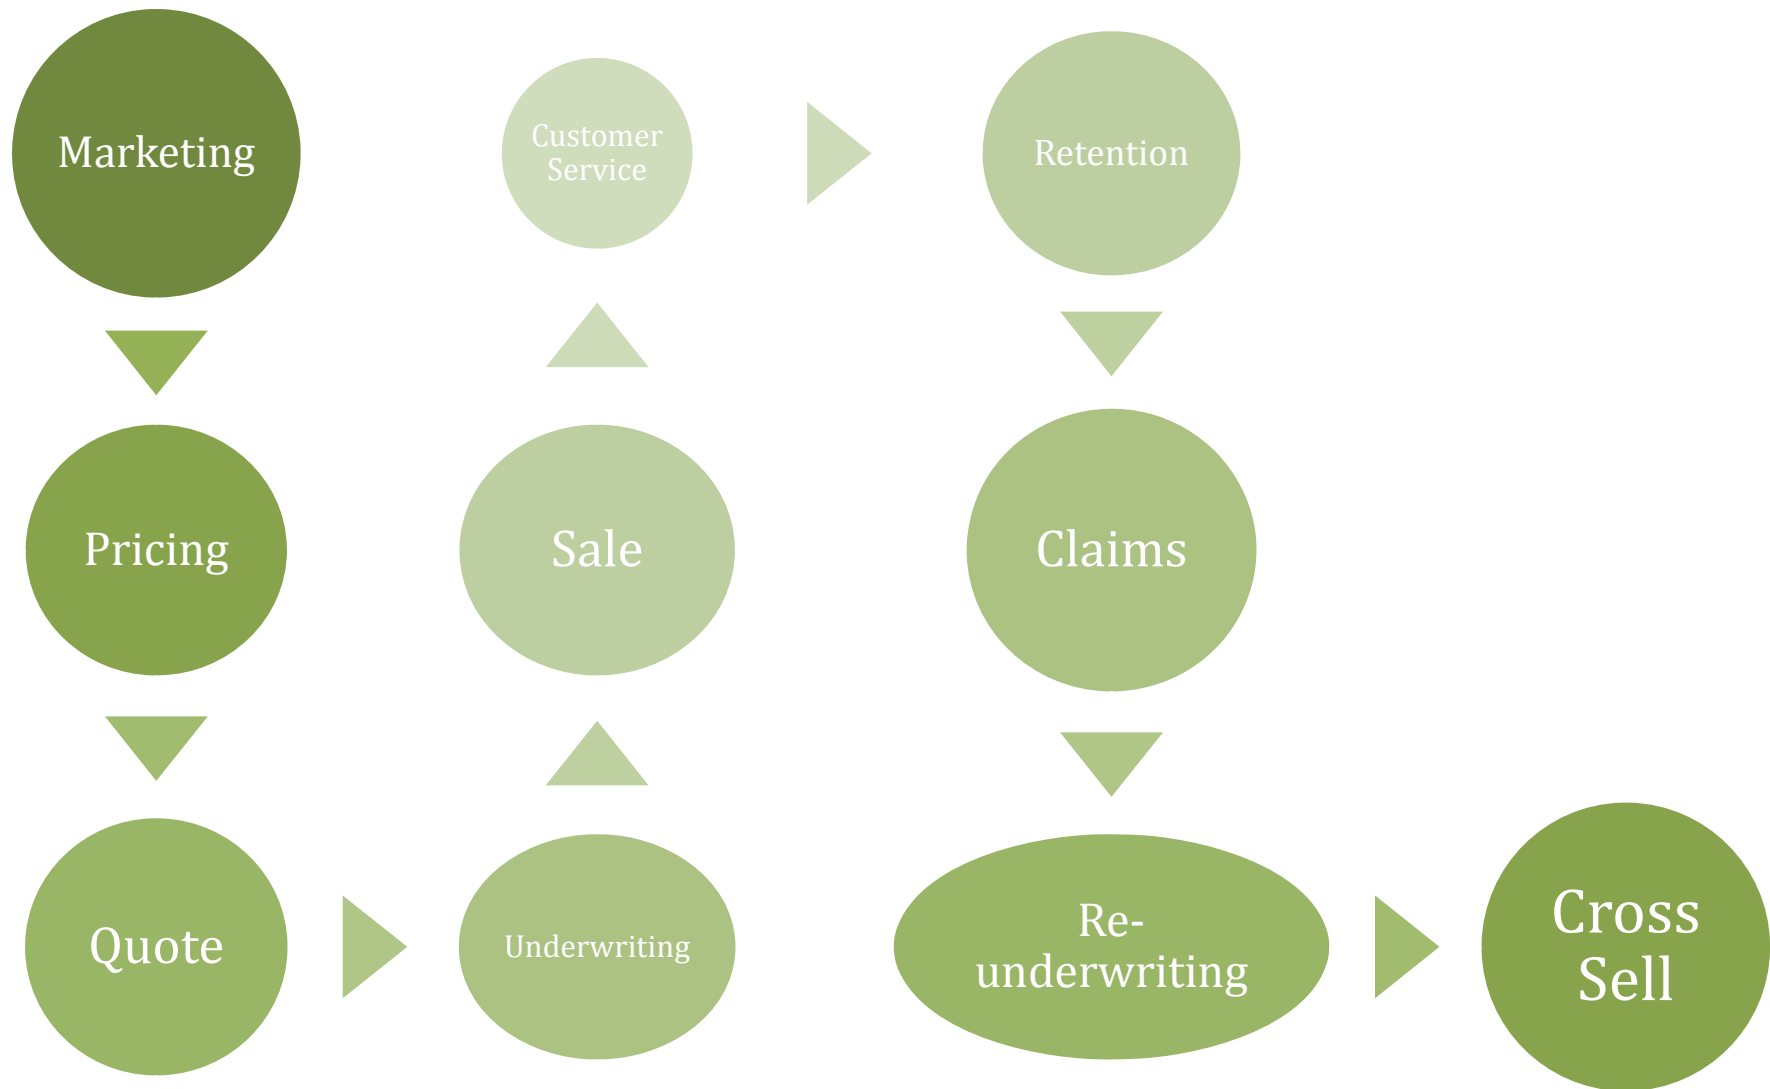 Marketing
Pricing
Quote
Underwriting
Sale
Customer
Service
Retention
Claims
Re-
underwriting
Cross
Sell